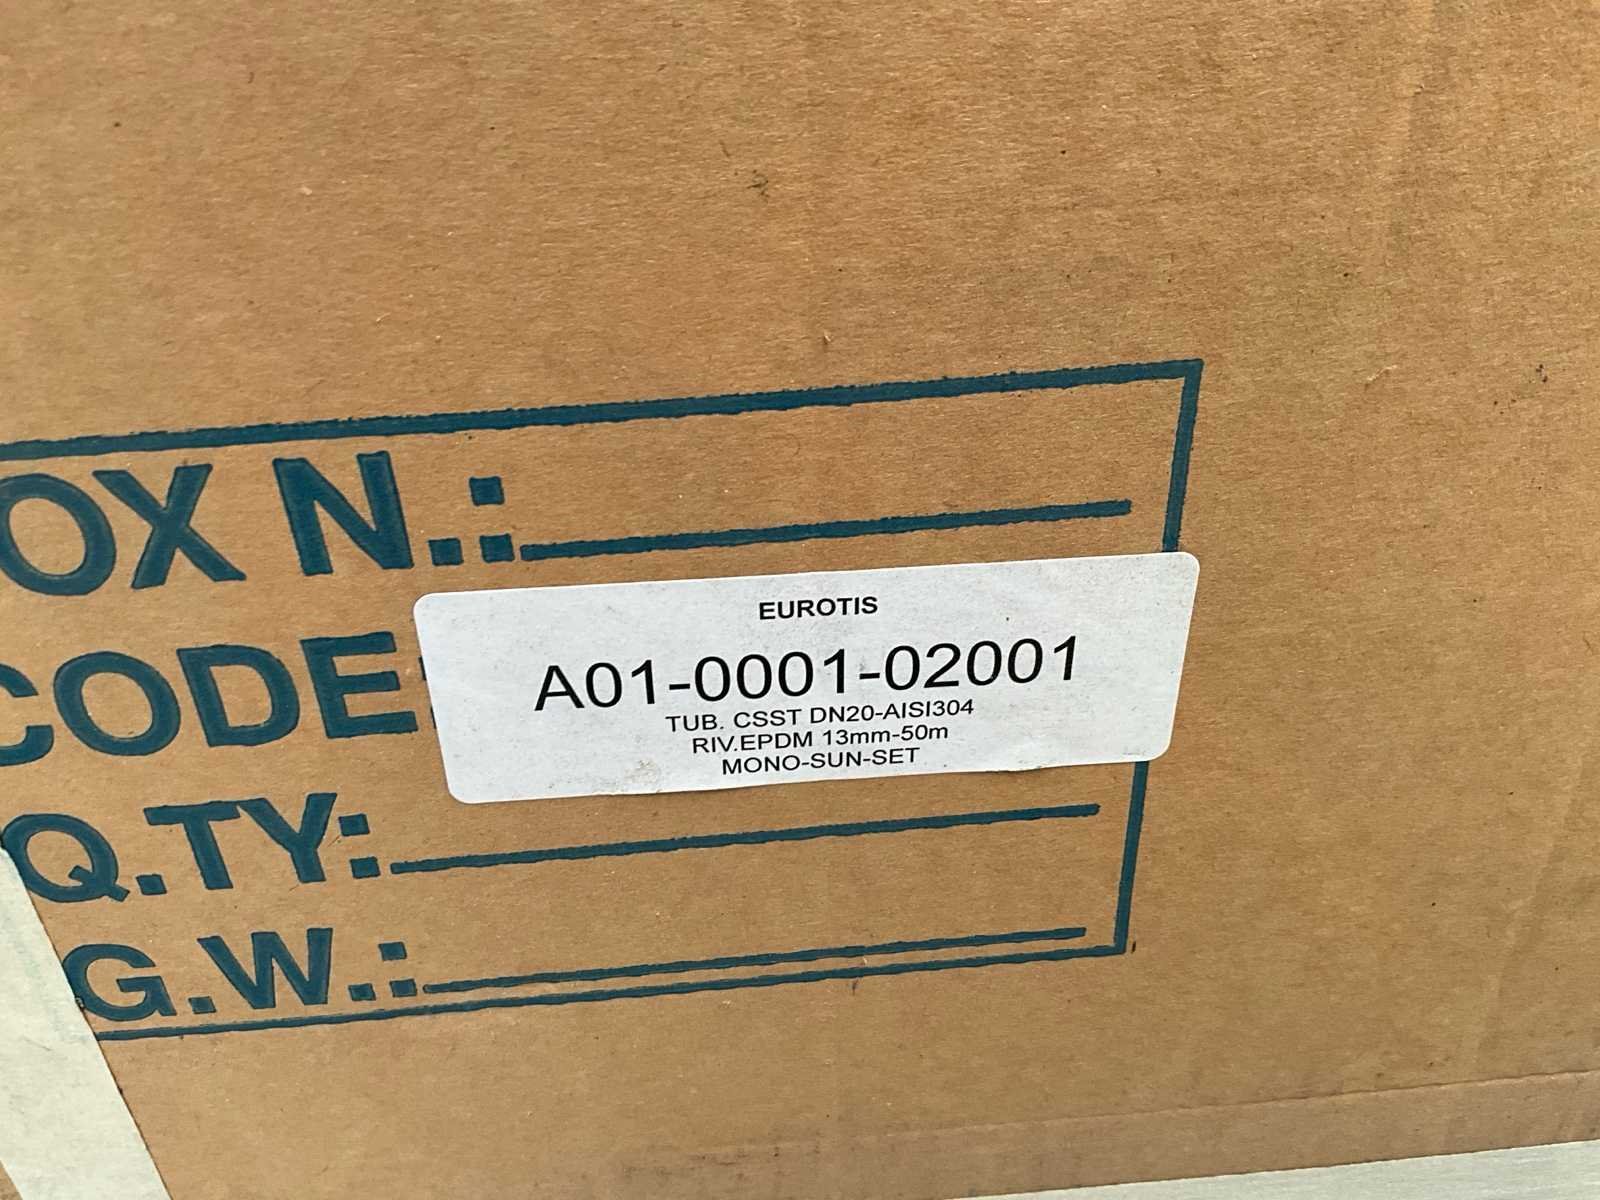 OX N.:
EUROTIS
CODE:
A01-0001-02001
TUB. CSST DN20-AISI304
RIV.EPDM 13mm-50m
MONO-SUN-SET
Q.TY:
G.W.: